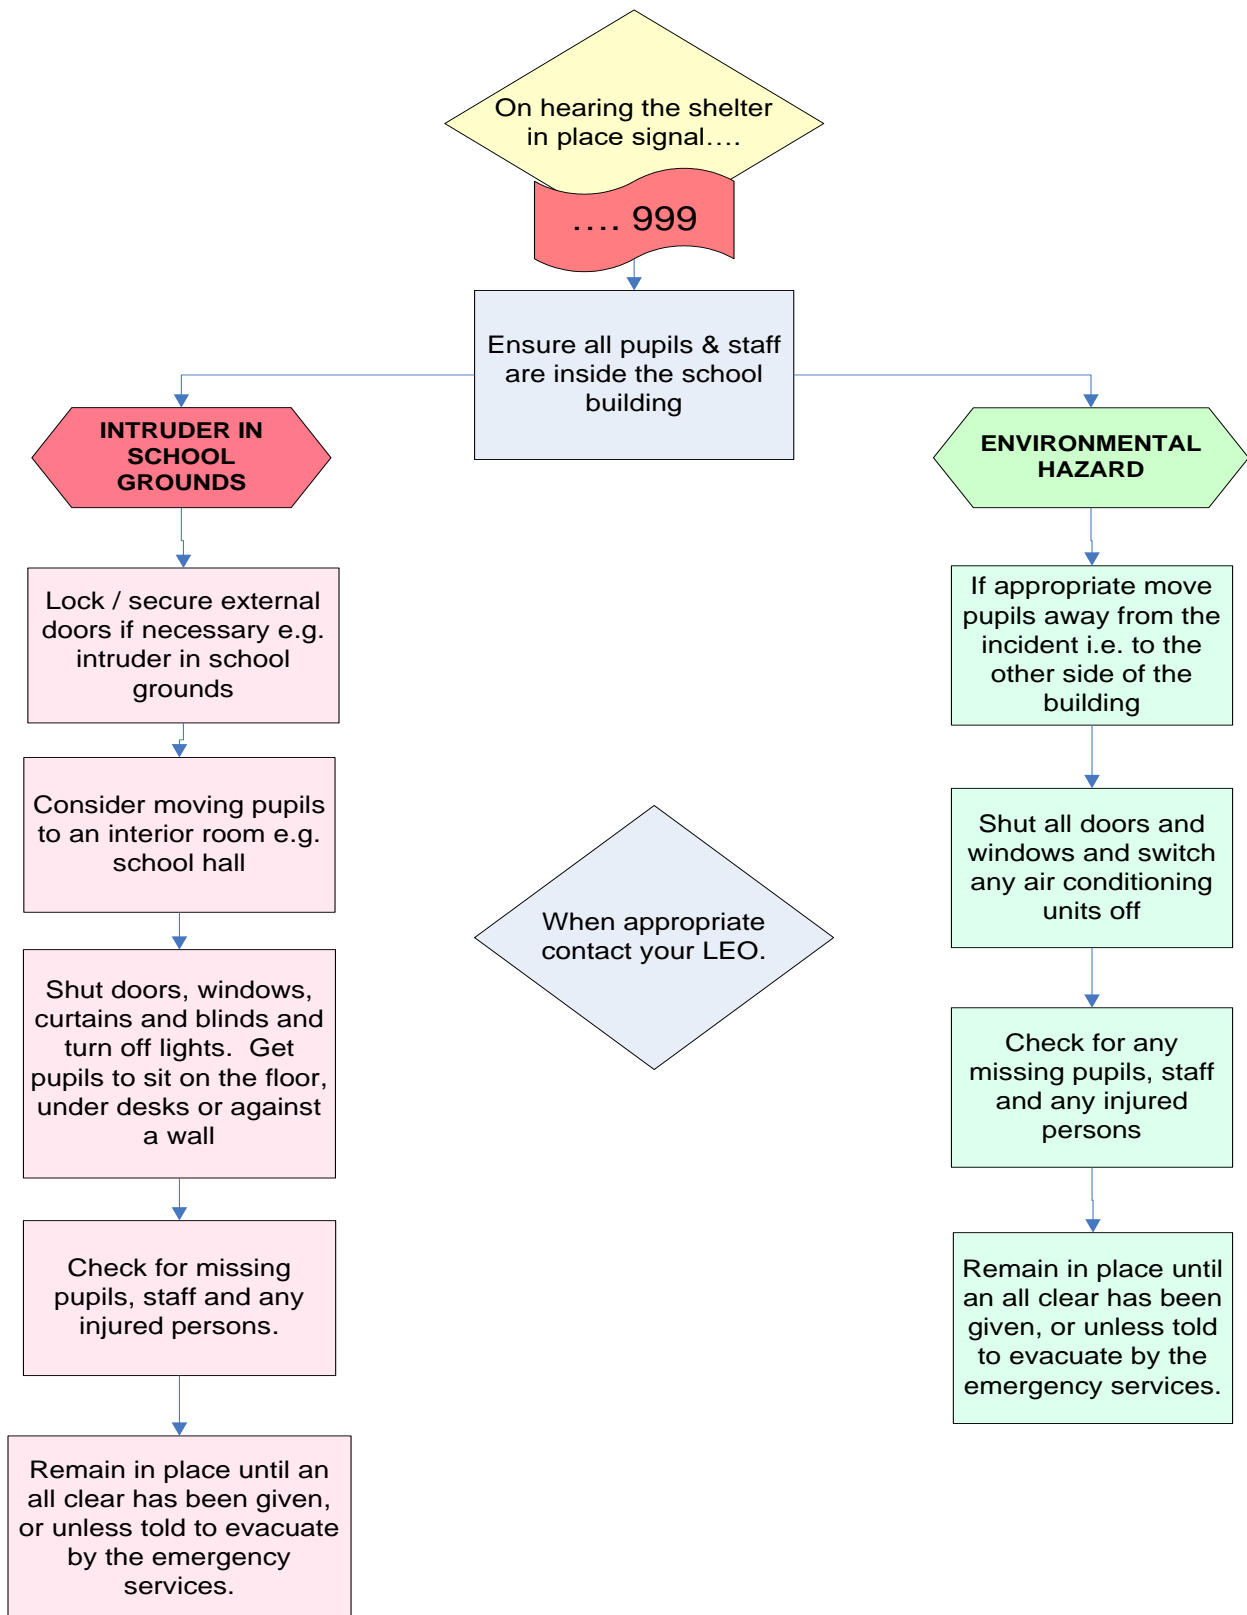 On hearing the shelter
in place signal….
…. 999
Ensure all pupils & staff
are inside the school
building
INTRUDER IN
SCHOOL
GROUNDS
Lock / secure external
doors if necessary e.g.
intruder in school
grounds
Consider moving pupils
to an interior room e.g.
school hall
Shut doors, windows,
curtains and blinds and
turn off lights.  Get
pupils to sit on the floor,
under desks or against
a wall
Check for missing
pupils, staff and any
injured persons.
Remain in place until an
all clear has been given,
or unless told to evacuate
by the emergency
services.
When appropriate
contact your LEO.
ENVIRONMENTAL
HAZARD
If appropriate move
pupils away from the
incident i.e. to the
other side of the
building
Shut all doors and
windows and switch
any air conditioning
units off
Check for any
missing pupils, staff
and any injured
persons
Remain in place until
an all clear has been
given, or unless told
to evacuate by the
emergency services.